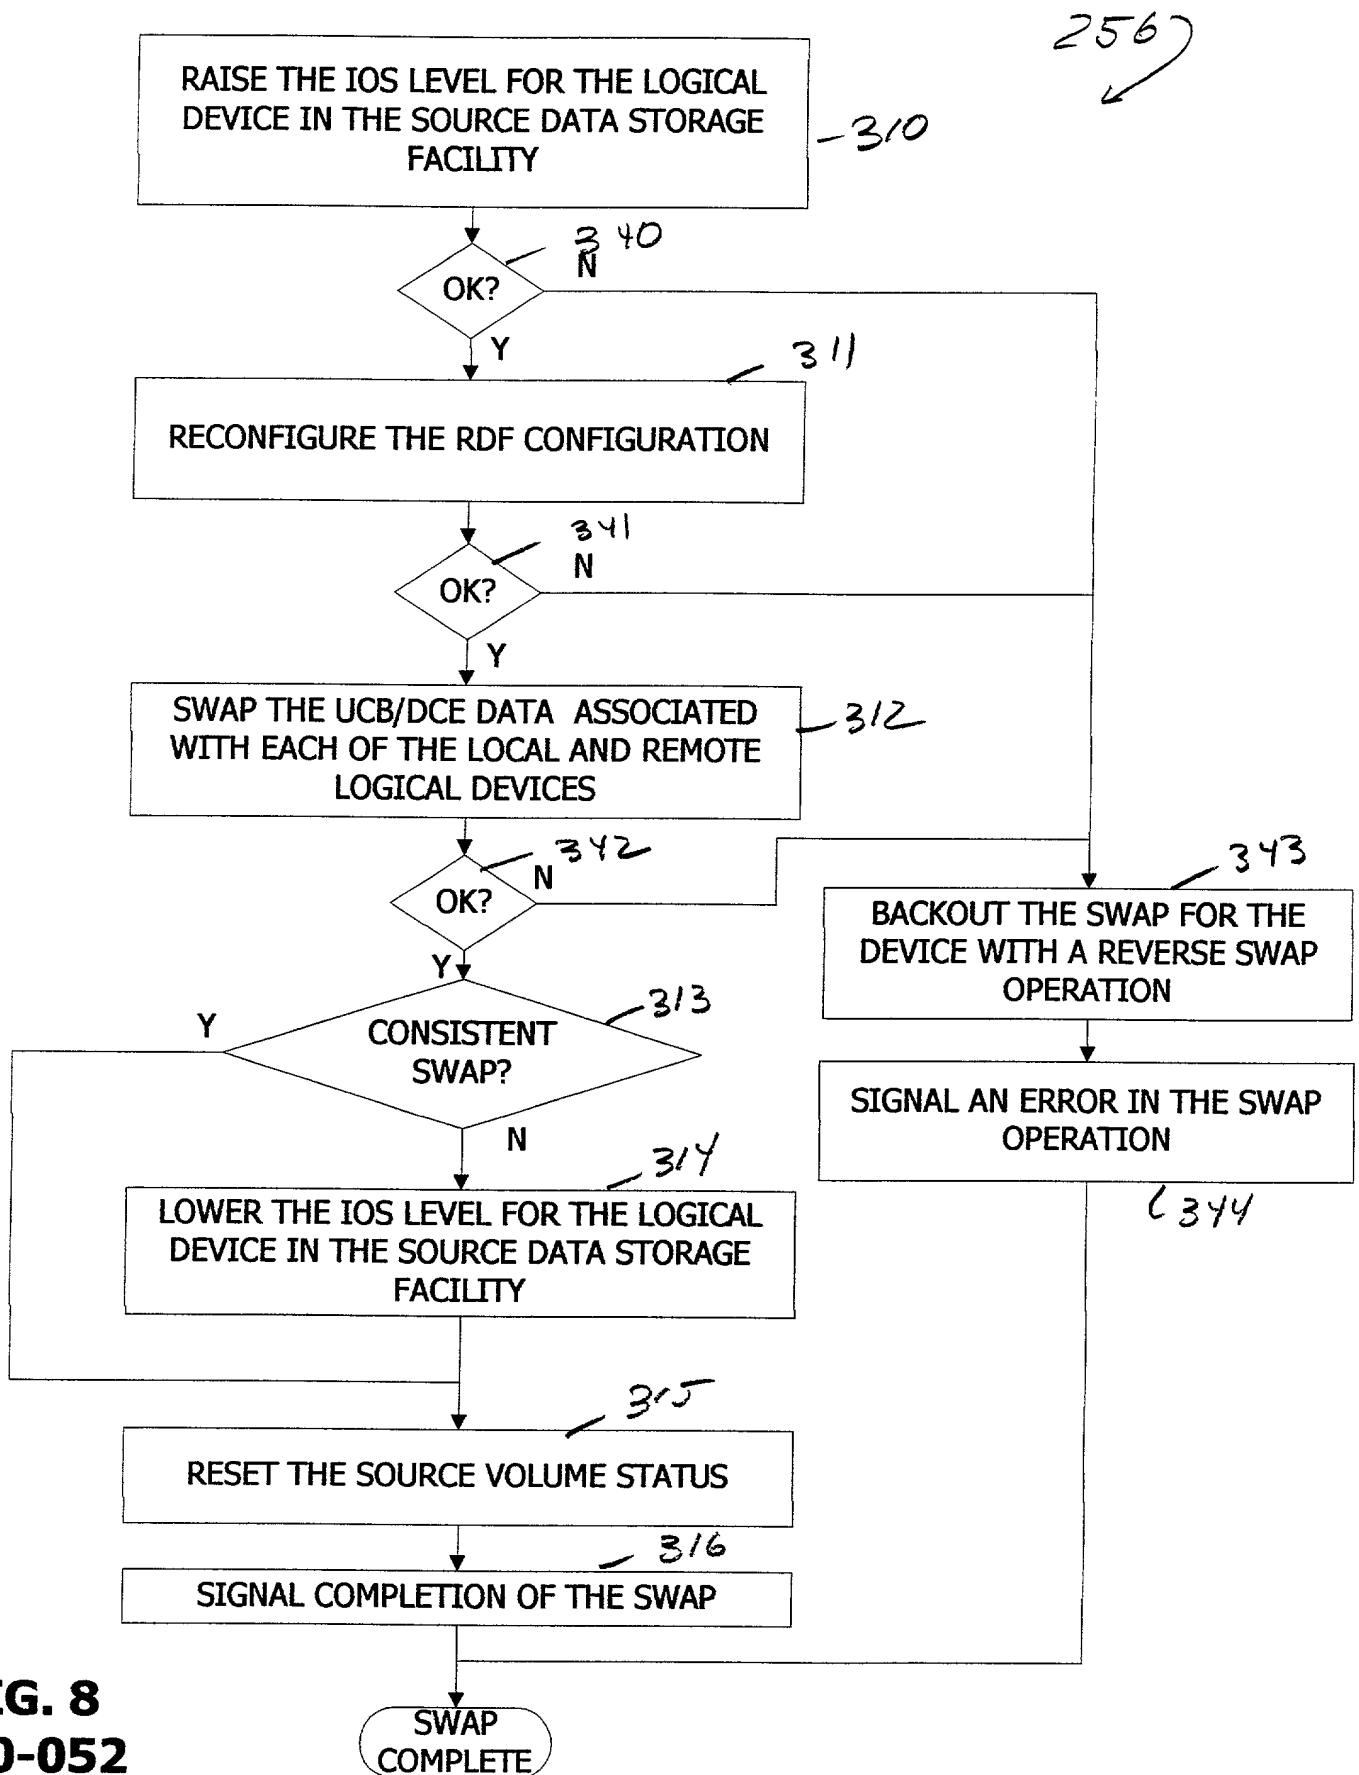 256
RAISE THE IOS LEVEL FOR THE LOGICAL
DEVICE IN THE SOURCE DATA STORAGE
FACILITY
310
340
N
OK?
Y
311
RECONFIGURE THE RDF CONFIGURATION
341
N
OK?
Y
SWAP THE UCB/DCE DATA ASSOCIATED
WITH EACH OF THE LOCAL AND REMOTE
LOGICAL DEVICES
312
342
N
OK?
Y
343
BACKOUT THE SWAP FOR THE
DEVICE WITH A REVERSE SWAP
OPERATION
313
Y
CONSISTENT
SWAP?
N
SIGNAL AN ERROR IN THE SWAP
OPERATION
344
314
LOWER THE IOS LEVEL FOR THE LOGICAL
DEVICE IN THE SOURCE DATA STORAGE
FACILITY
315
RESET THE SOURCE VOLUME STATUS
316
SIGNAL COMPLETION OF THE SWAP
SWAP
COMPLETE
IG. 8
0-052